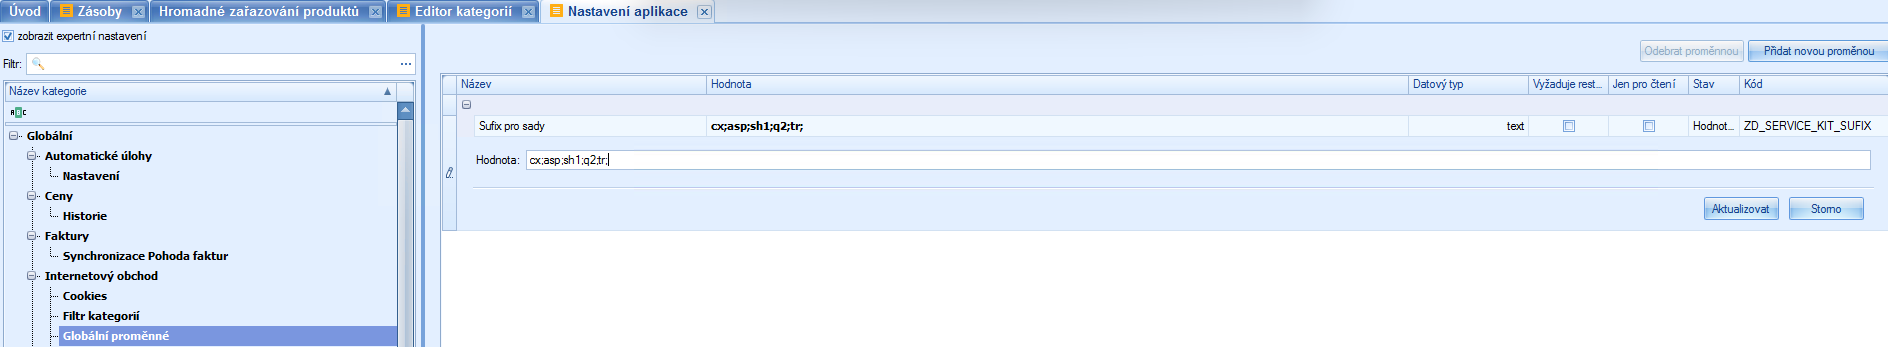 Úvod Zásoby Hromadné zařazování produktů Editor kategorií Nastavení aplikace
zobrazit expertní nastavení
Odebrat proměnnou Přidat novou proměnou
Filtr: ...
Název Hodnota Datový typ Vyžaduje rest... Jen pro čtení Stav Kód
Název kategorie
ABC
Sufix pro sady cx;asp;sh1;q2;tr; text Hodnot... ZD_SERVICE_KIT_SUFIX
Globální
Automatické úlohy
Hodnota: cx;asp;sh1;q2;tr;
Nastavení
Ceny
Aktualizovat Storno
Historie
Faktury
Synchronizace Pohoda faktur
Internetový obchod
Cookies
Filtr kategorií
Globální proměnné